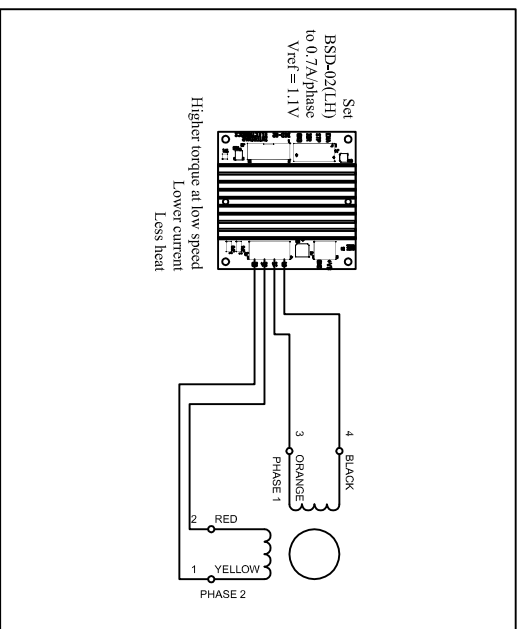 Set
BSD-02(LH)
to 0.7A/phase
Vref = 1.1V
Higher torque at low speed
Lower current
Less heat
4
BLACK
3
ORANGE
PHASE 1
2
RED
1
YELLOW
PHASE 2